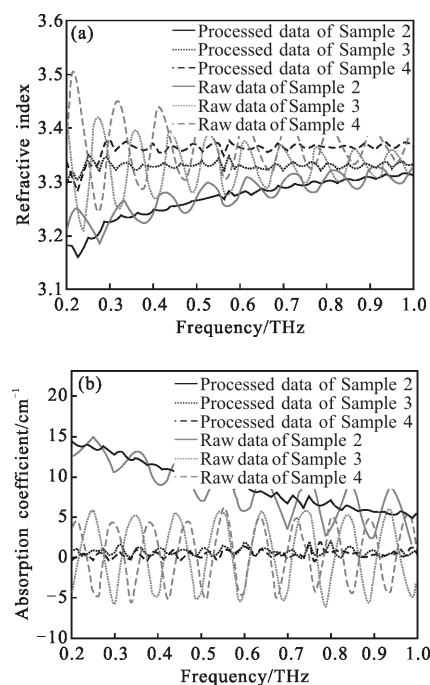 (a)
Processed data of Sample 2
Processed data of Sample 3
Processed data of Sample 4
Raw data of Sample 2
Raw data of Sample 3
Raw data of Sample 4
3.6
3.5
3.4
3.3
3.2
3.1
Refractive index
0.2 0.3 0.4 0.5 0.6 0.7 0.8 0.9 1.0
Frequency/THz
(b)
Processed data of Sample 2
Processed data of Sample 3
Processed data of Sample 4
Raw data of Sample 2
Raw data of Sample 3
Raw data of Sample 4
20
15
10
5
0
−5
−10
Absorption coefficient/cm⁻¹
0.2 0.3 0.4 0.5 0.6 0.7 0.8 0.9 1.0
Frequency/THz